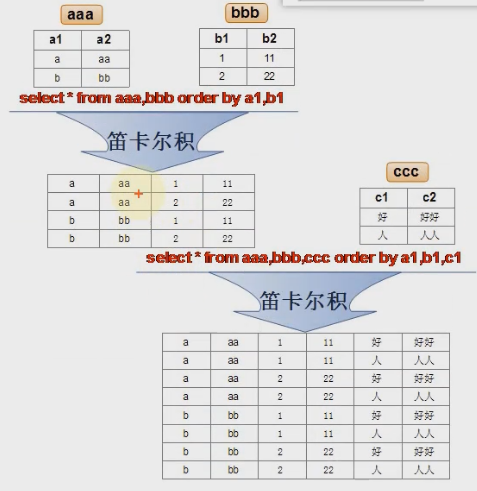 aaa bbb
a1 a2 b1 b2
a aa 1 11
b bb 2 22
select * from aaa,bbb order by a1,b1
笛卡尔积
ccc
a aa 1 11 c1 c2
a aa 2 22 好 好好
b bb 1 11 人 人人
b bb 2 22
select * from aaa,bbb,ccc order by a1,b1,c1
笛卡尔积
a aa 1 11 好 好好
a aa 1 11 人 人人
a aa 2 22 好 好好
a aa 2 22 人 人人
b bb 1 11 好 好好
b bb 1 11 人 人人
b bb 2 22 好 好好
b bb 2 22 人 人人